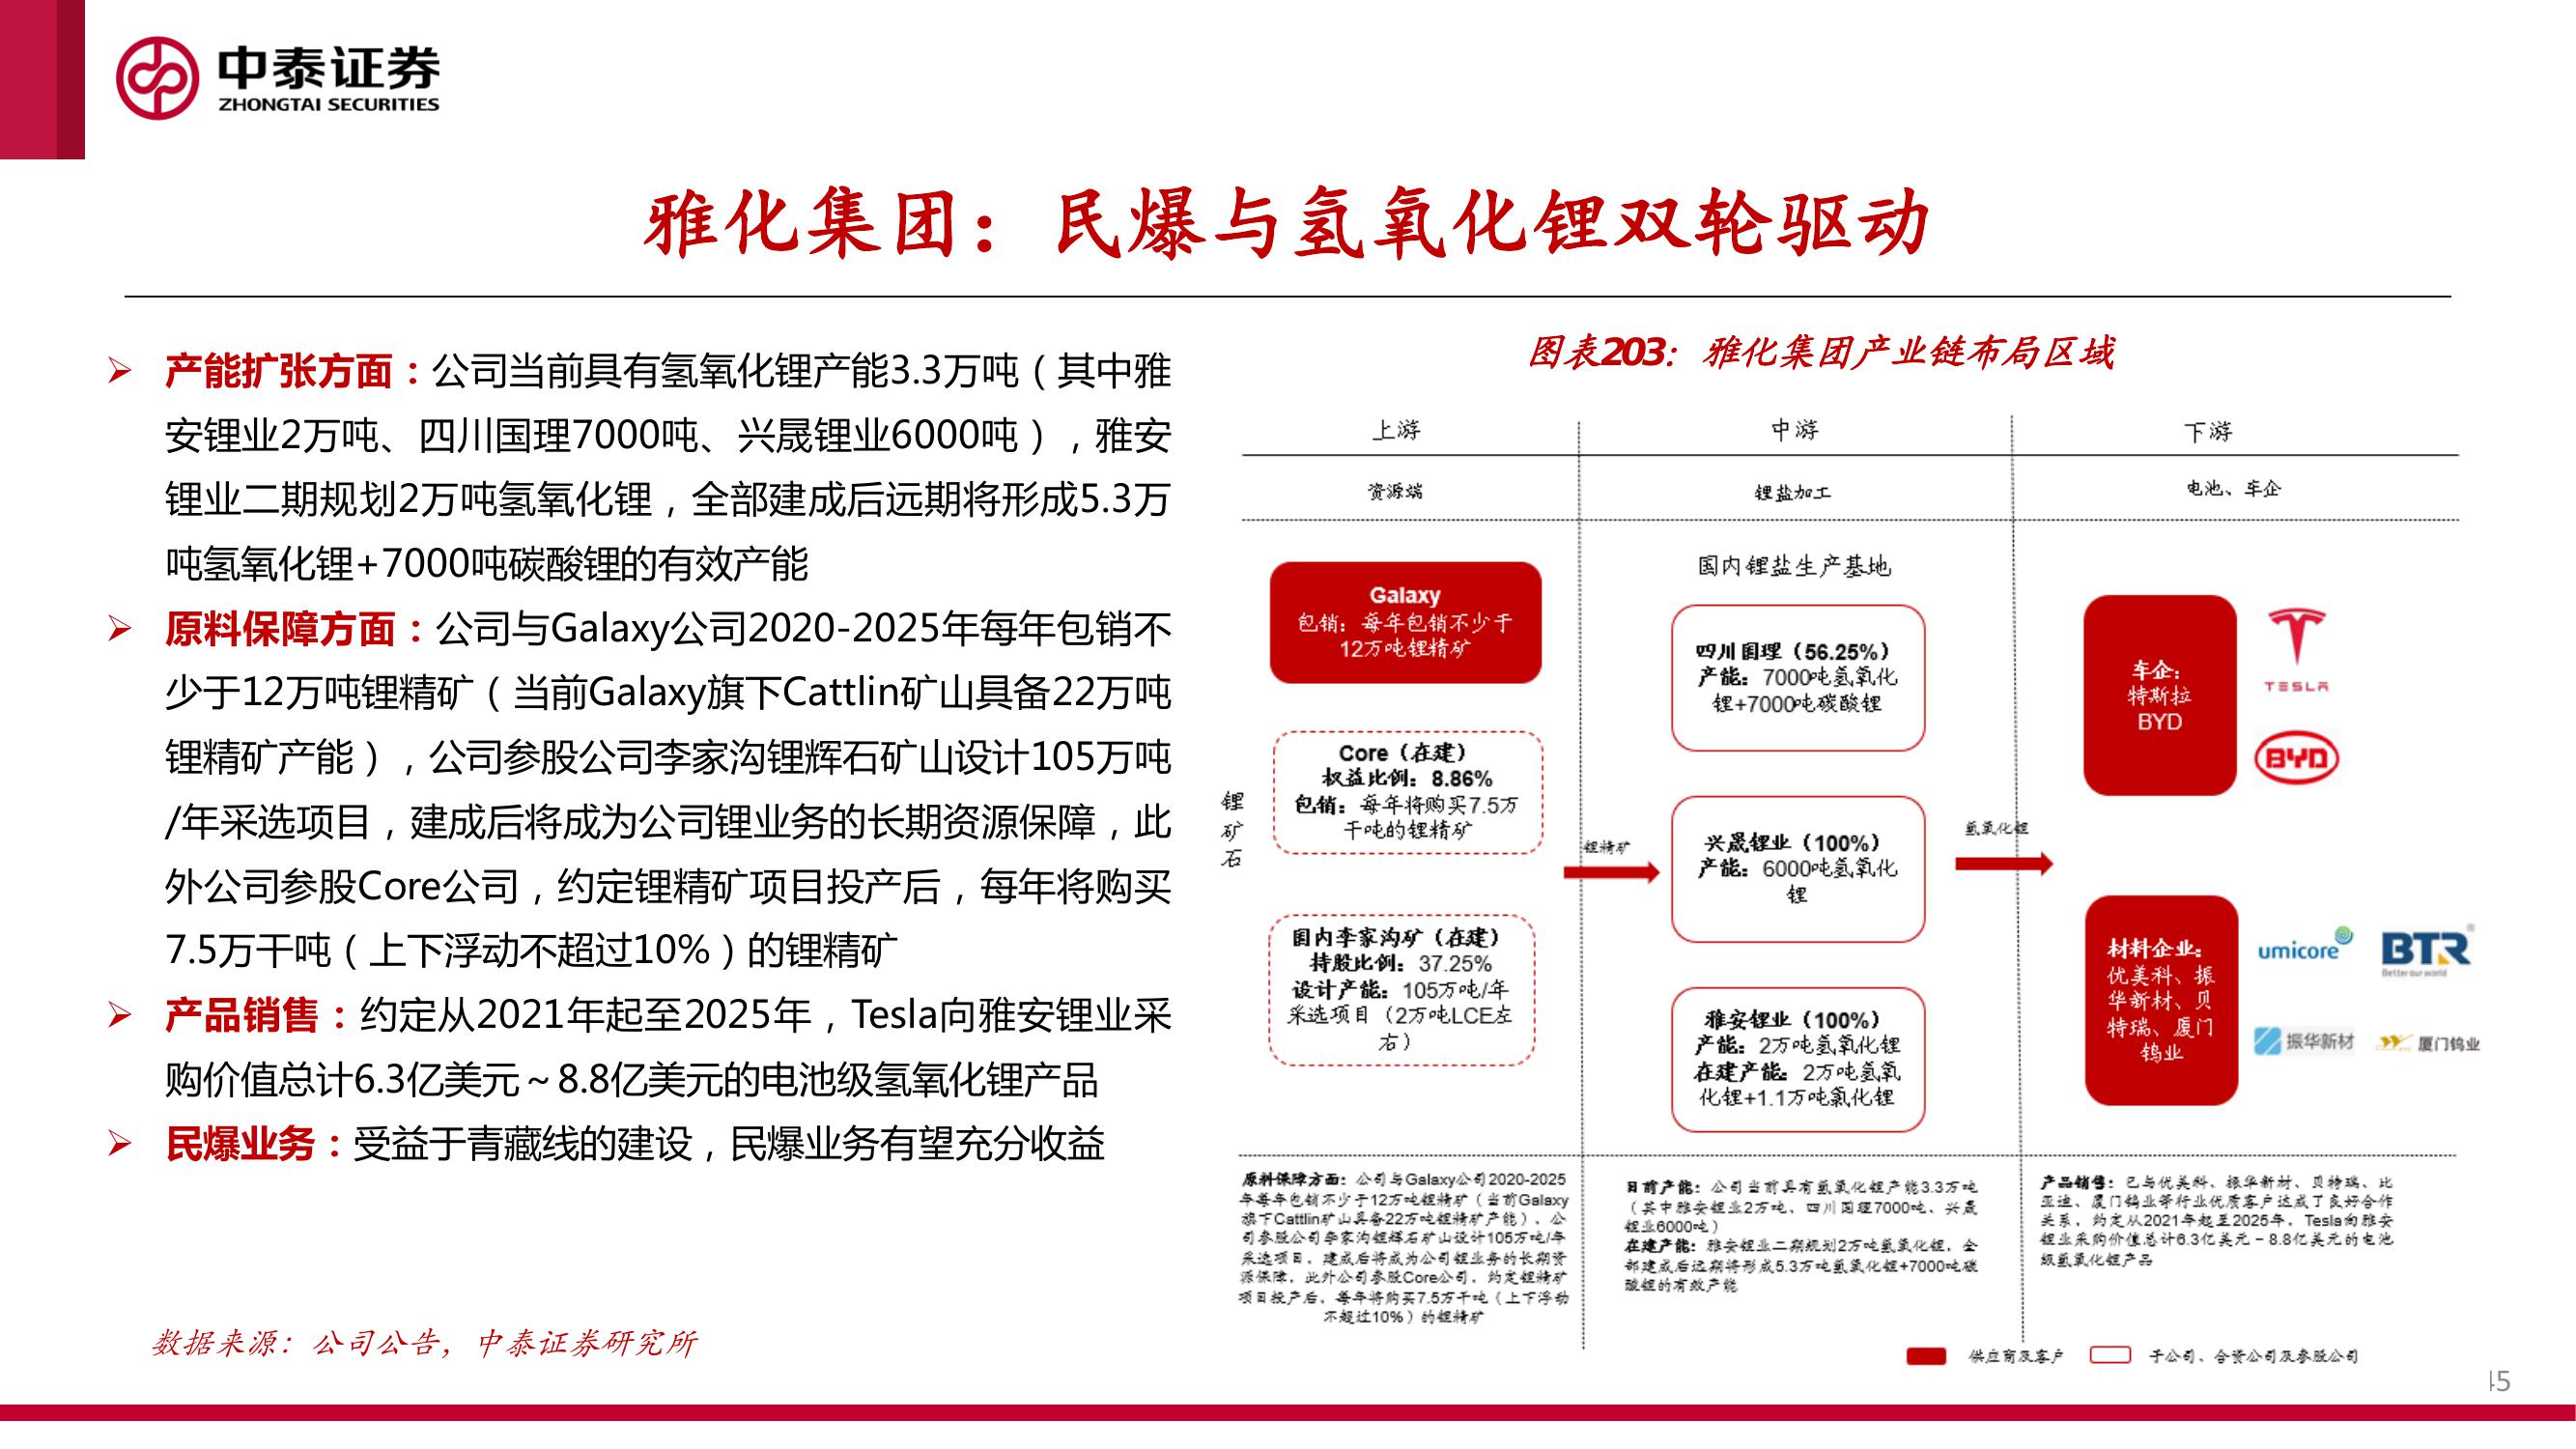 中泰证券
ZHONGTAI SECURITIES
雅化集团：民爆与氢氧化锂双轮驱动
产能扩张方面：公司当前具有氢氧化锂产能3.3万吨（其中雅
安锂业2万吨、四川国理7000吨、兴晟锂业6000吨），雅安
锂业二期规划2万吨氢氧化锂，全部建成后远期将形成5.3万
吨氢氧化锂+7000吨碳酸锂的有效产能
原料保障方面：公司与Galaxy公司2020-2025年每年包销不
少于12万吨锂精矿（当前Galaxy旗下Cattlin矿山具备22万吨
锂精矿产能），公司参股公司李家沟锂辉石矿山设计105万吨
/年采选项目，建成后将成为公司锂业务的长期资源保障，此
外公司参股Core公司，约定锂精矿项目投产后，每年将购买
7.5万干吨（上下浮动不超过10%）的锂精矿
产品销售：约定从2021年起至2025年，Tesla向雅安锂业采
购价值总计6.3亿美元～8.8亿美元的电池级氢氧化锂产品
民爆业务：受益于青藏线的建设，民爆业务有望充分收益
数据来源：公司公告，中泰证券研究所
图表203：雅化集团产业链布局区域
上游
中游
下游
资源端
锂盐加工
电池、车企
锂
矿
石
Galaxy
包销：每年包销不少于
12万吨锂精矿
Core（在建）
权益比例：8.86%
包销：每年将购买7.5万
干吨的锂精矿
国内李家沟矿（在建）
持股比例：37.25%
设计产能：105万吨/年
采选项目（2万吨LCE左
右）
锂精矿
国内锂盐生产基地
四川国理（56.25%）
产能：7000吨氢氧化
锂+7000吨碳酸锂
兴晟锂业（100%）
产能：6000吨氢氧化
锂
雅安锂业（100%）
产能：2万吨氢氧化锂
在建产能：2万吨氢氧
化锂+1.1万吨氯化锂
氢氧化锂
车企：
特斯拉
BYD
TESLA
BYD
材料企业：
优美科、振
华新材、贝
特瑞、厦门
钨业
umicore
BTR
Better our world
振华新材
厦门钨业
原料保障方面：公司与Galaxy公司2020-2025
年每年包销不少于12万吨锂精矿（当前Galaxy
旗下Cattlin矿山具备22万吨锂精矿产能），公
司参股公司李家沟锂辉石矿山设计105万吨/年
采选项目，建成后将成为公司锂业务的长期资
源保障，此外公司参股Core公司，约定锂精矿
项目投产后，每年将购买7.5万干吨（上下浮动
不超过10%）的锂精矿
目前产能：公司当前具有氢氧化锂产能3.3万吨
（其中雅安锂业2万吨、四川国理7000吨、兴晟
锂业6000吨）
在建产能：雅安锂业二期规划2万吨氢氧化锂，全
部建成后远期将形成5.3万吨氢氧化锂+7000吨碳
酸锂的有效产能
产品销售：已与优美科、振华新材、贝特瑞、比
亚迪、厦门钨业等行业优质客户达成了良好合作
关系，约定从2021年起至2025年，Tesla向雅安
锂业采购价值总计6.3亿美元–8.8亿美元的电池
级氢氧化锂产品
供应商及客户
子公司、合资公司及参股公司
45